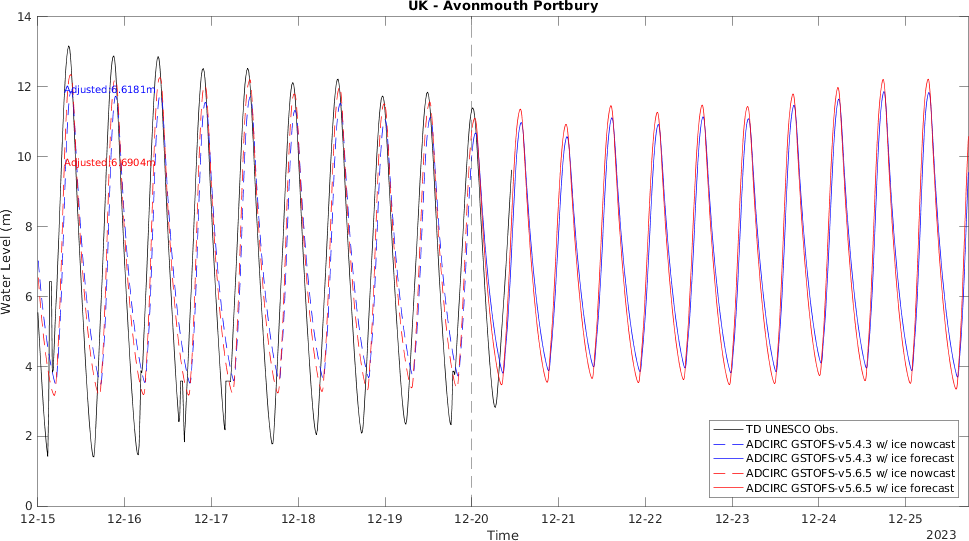 UK - Avonmouth Portbury
14
12
10
8
6
4
2
0
Water Level (m)
Adjusted:6.6181m
Adjusted:6.6904m
TD UNESCO Obs.
ADCIRC GSTOFS-v5.4.3 w/ ice nowcast
ADCIRC GSTOFS-v5.4.3 w/ ice forecast
ADCIRC GSTOFS-v5.6.5 w/ ice nowcast
ADCIRC GSTOFS-v5.6.5 w/ ice forecast
12-15 12-16 12-17 12-18 12-19 12-20 12-21 12-22 12-23 12-24 12-25
Time
2023